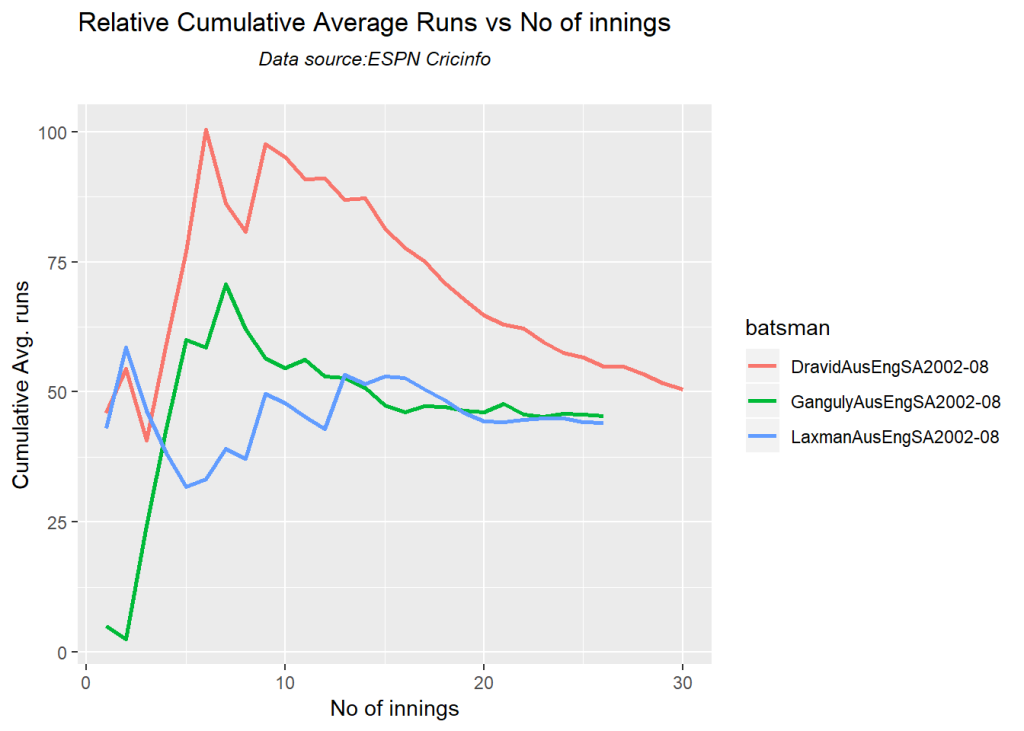 Relative Cumulative Average Runs vs No of innings
Data source:ESPN Cricinfo
Cumulative Avg. runs
100
75
50
25
0
0 10 20 30
No of innings
batsman
DravidAusEngSA2002-08
GangulyAusEngSA2002-08
LaxmanAusEngSA2002-08